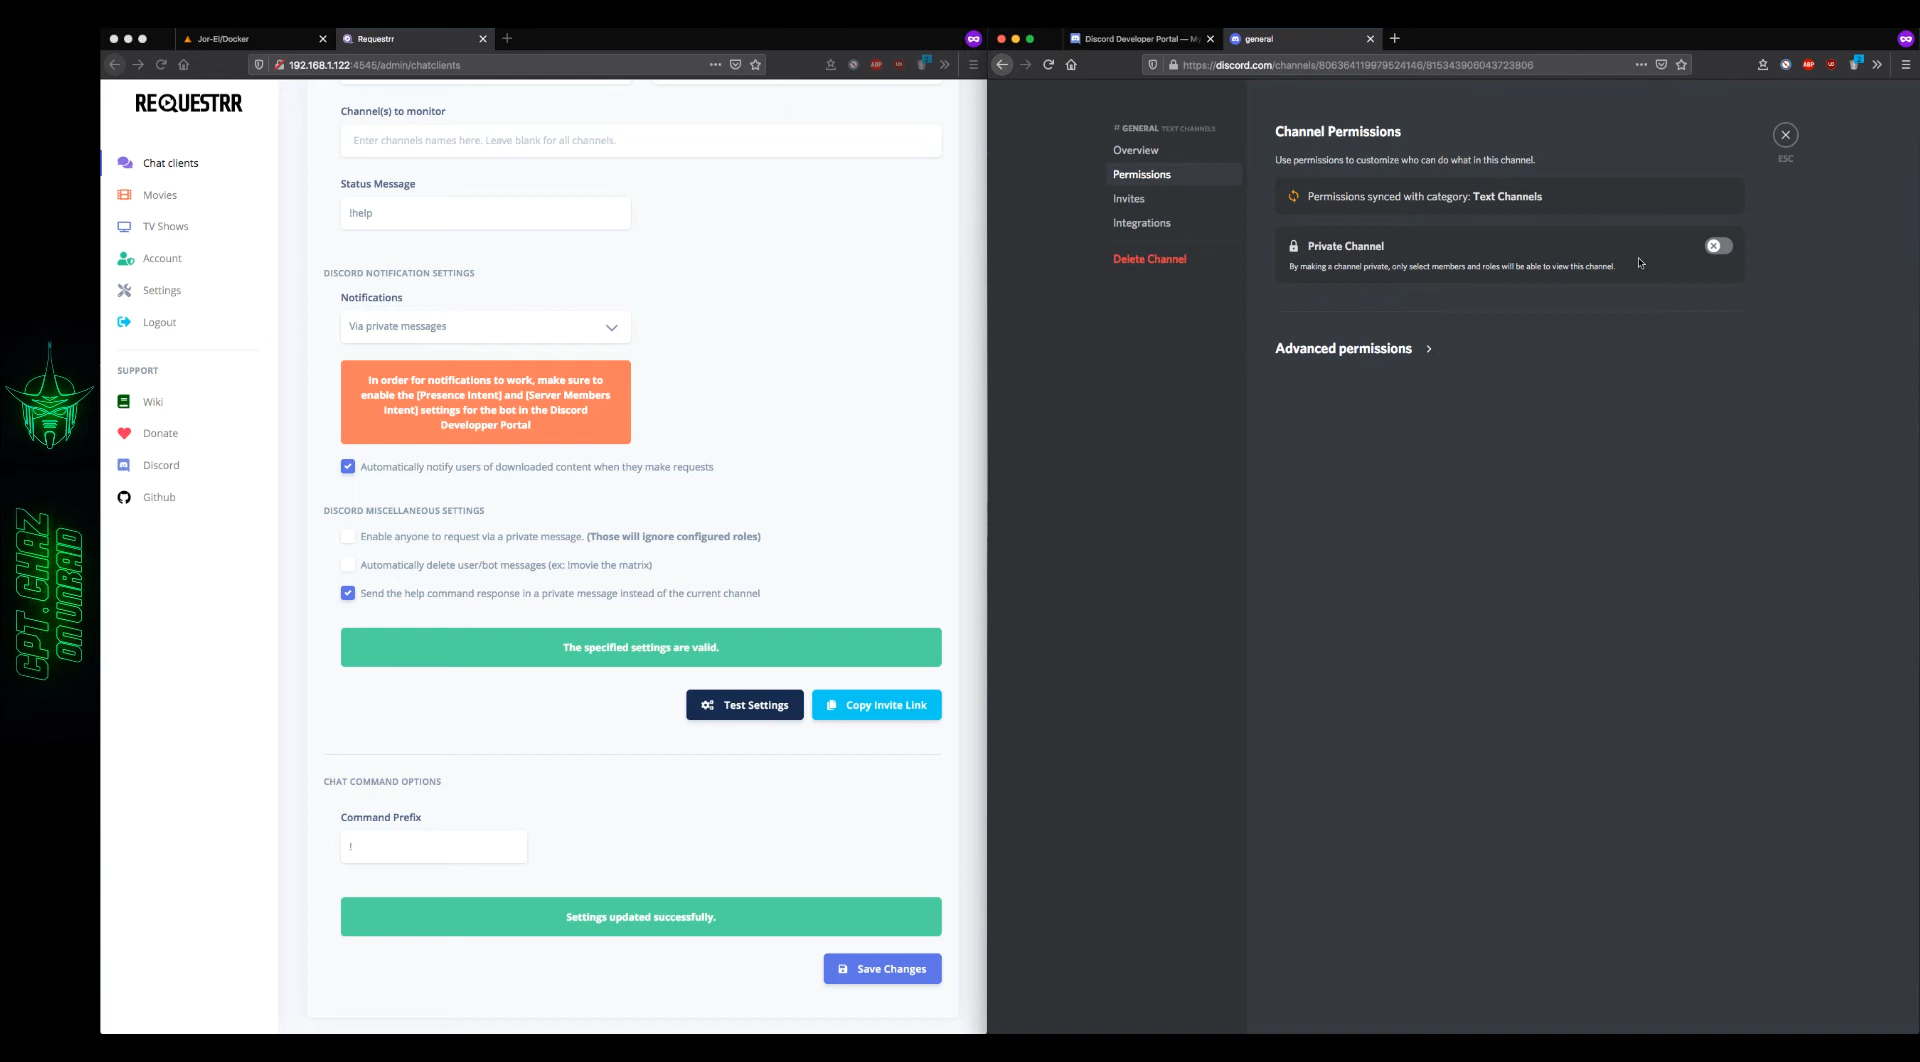 Jor-El/Docker
Requestrr
192.168.1.122:4545/admin/chatclients
REQUESTRR
Chat clients
Movies
TV Shows
Account
Settings
Logout
SUPPORT
Wiki
Donate
Discord
Github
Channel(s) to monitor
Enter channels names here. Leave blank for all channels.
Status Message
!help
DISCORD NOTIFICATION SETTINGS
Notifications
Via private messages
In order for notifications to work, make sure to
enable the [Presence Intent] and [Server Members
Intent] settings for the bot in the Discord
Developper Portal
Automatically notify users of downloaded content when they make requests
DISCORD MISCELLANEOUS SETTINGS
Enable anyone to request via a private message. (Those will ignore configured roles)
Automatically delete user/bot messages (ex: !movie the matrix)
Send the help command response in a private message instead of the current channel
The specified settings are valid.
Test Settings
Copy Invite Link
CHAT COMMAND OPTIONS
Command Prefix
!
Settings updated successfully.
Save Changes
Discord Developer Portal — My
general
https://discord.com/channels/806364119979524146/815343906043723806
ABP
ABP
# GENERAL TEXT CHANNELS
Overview
Permissions
Invites
Integrations
Delete Channel
Channel Permissions
Use permissions to customize who can do what in this channel.
ESC
Permissions synced with category: Text Channels
Private Channel
By making a channel private, only select members and roles will be able to view this channel.
Advanced permissions
CPT.CHAZ
ON UNRAID